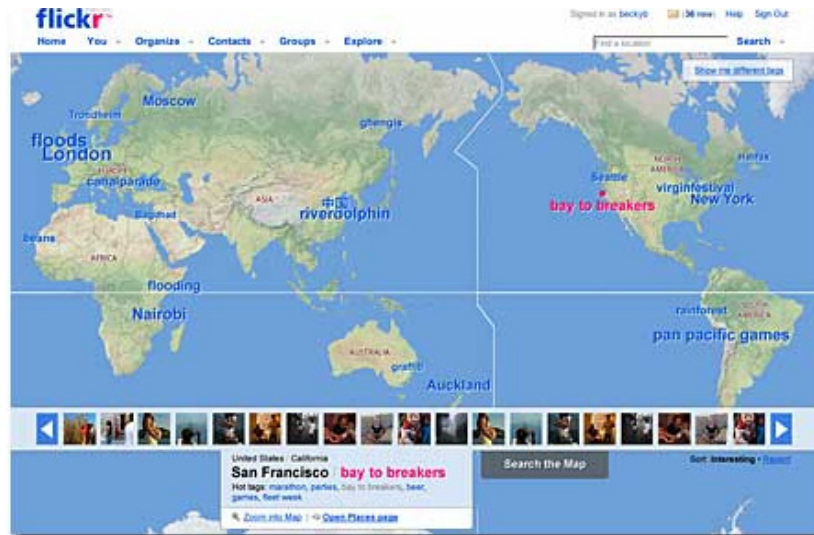 flickr
Signed in as beckyb (36 new) Help Sign Out
Home You Organize Contacts Groups Explore
Find a location Search
Show me different tags
Moscow
Trondheim
ghengis
floods
London
EUROPE
canalparade
NORTH AMERICA
Halifax
Seattle
virginfestival
New York
ASIA
中国
riverdolphin
bay to breakers
Baghdad
beans
AFRICA
flooding
Nairobi
rainforest
SOUTH AMERICA
pan pacific games
AUSTRALIA
graffiti
Auckland
United States : California
San Francisco bay to breakers
Hot tags: marathon, parties, bay to breakers, beer,
games, fleet week
Zoom into Map | Open Places page
Search the Map
Sort: Interesting • Recent